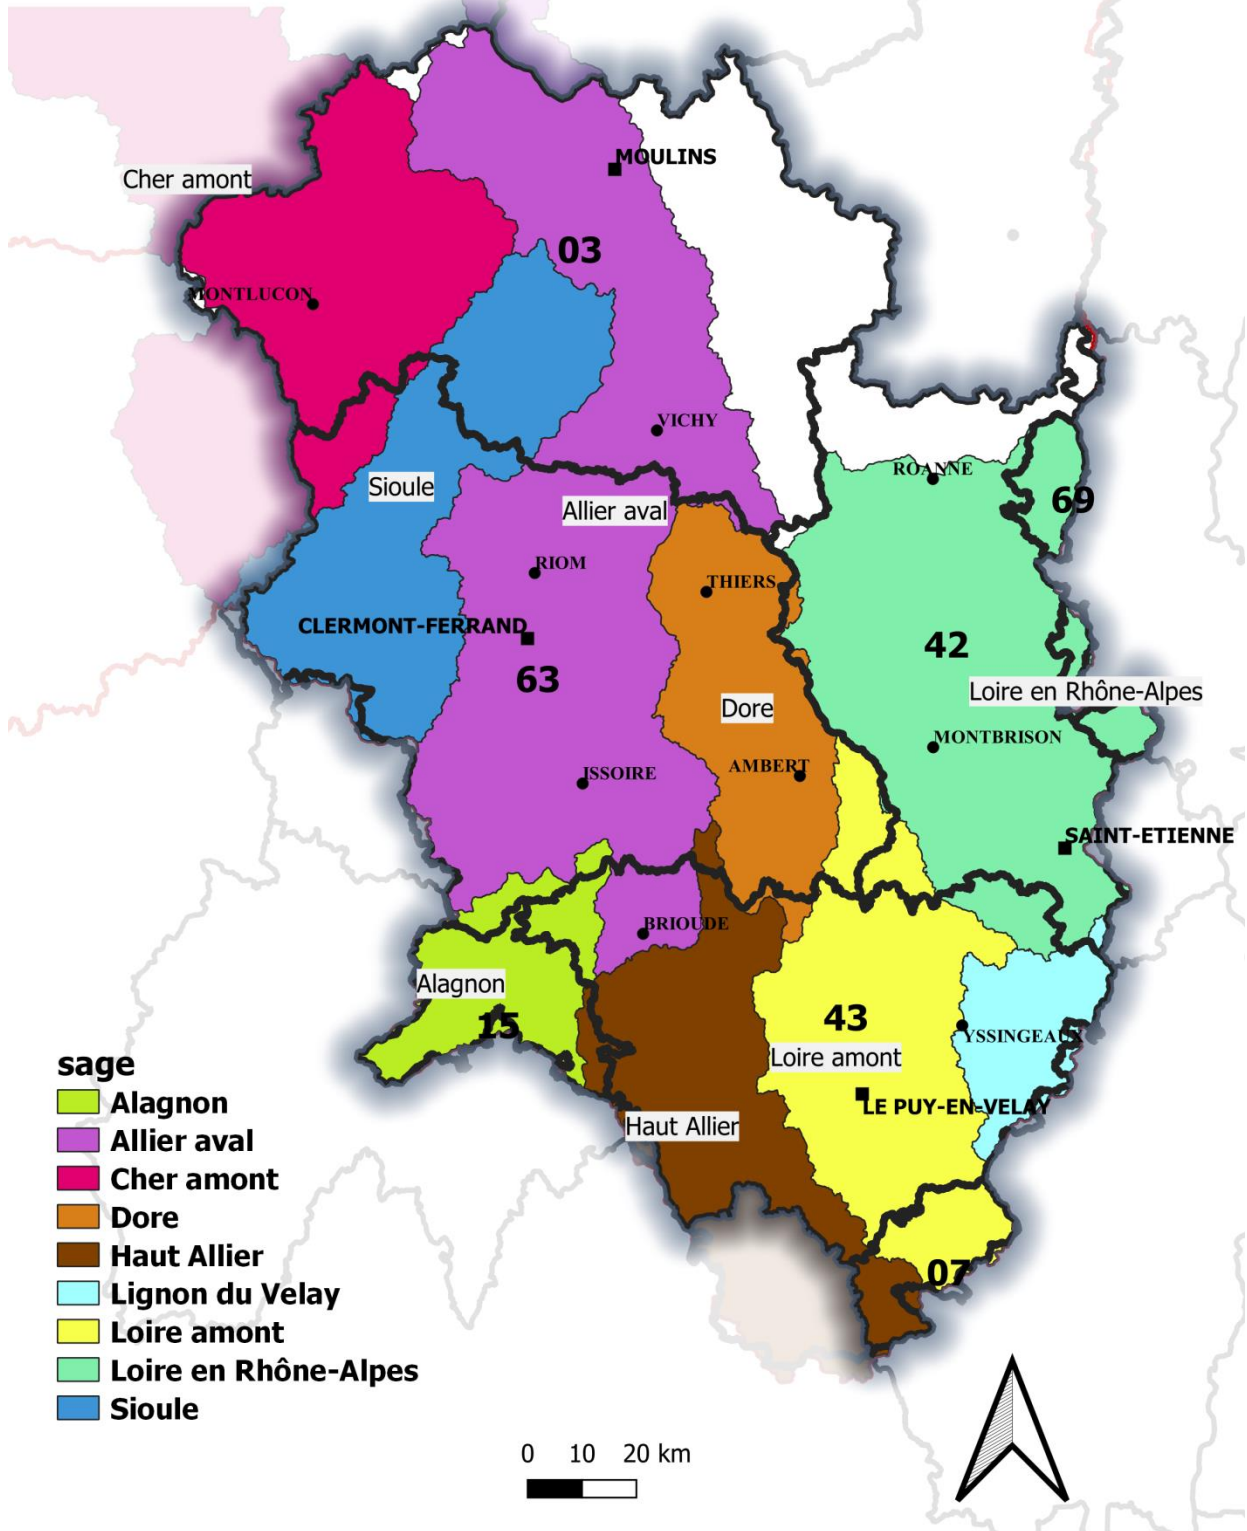 MOULINS
Cher amont
03
MONTLUCON
VICHY
ROANNE
Sioule
69
Allier aval
RIOM
THIERS
CLERMONT-FERRAND
42
63
Loire en Rhône-Alpes
Dore
MONTBRISON
ISSOIRE
AMBERT
SAINT-ETIENNE
BRIOUDE
Alagnon
15
43
YSSINGEAUX
Loire amont
LE PUY-EN-VELAY
Haut Allier
07
sage
Alagnon
Allier aval
Cher amont
Dore
Haut Allier
Lignon du Velay
Loire amont
Loire en Rhône-Alpes
Sioule
0 10 20 km